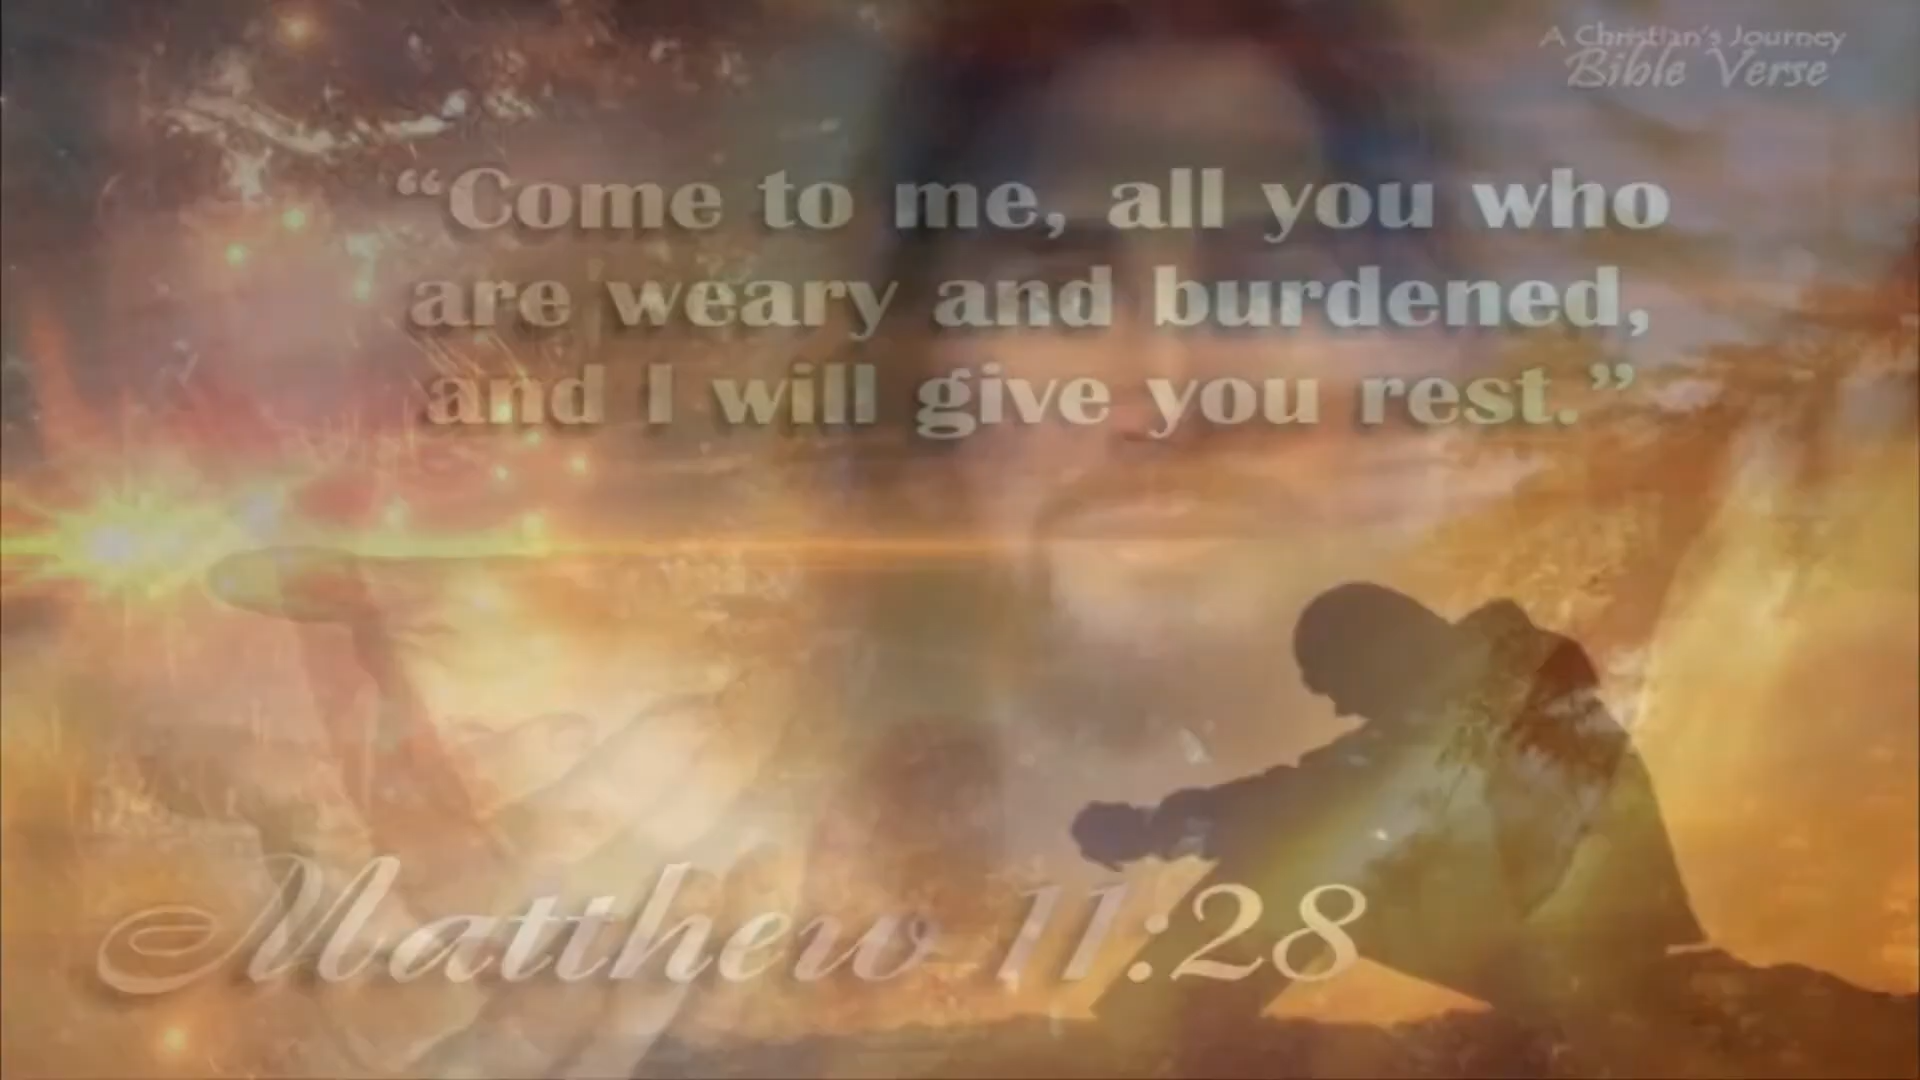 A Christian's Journey
Bible Verse
“Come to me, all you who
are weary and burdened,
and I will give you rest.”
Matthew 11:28